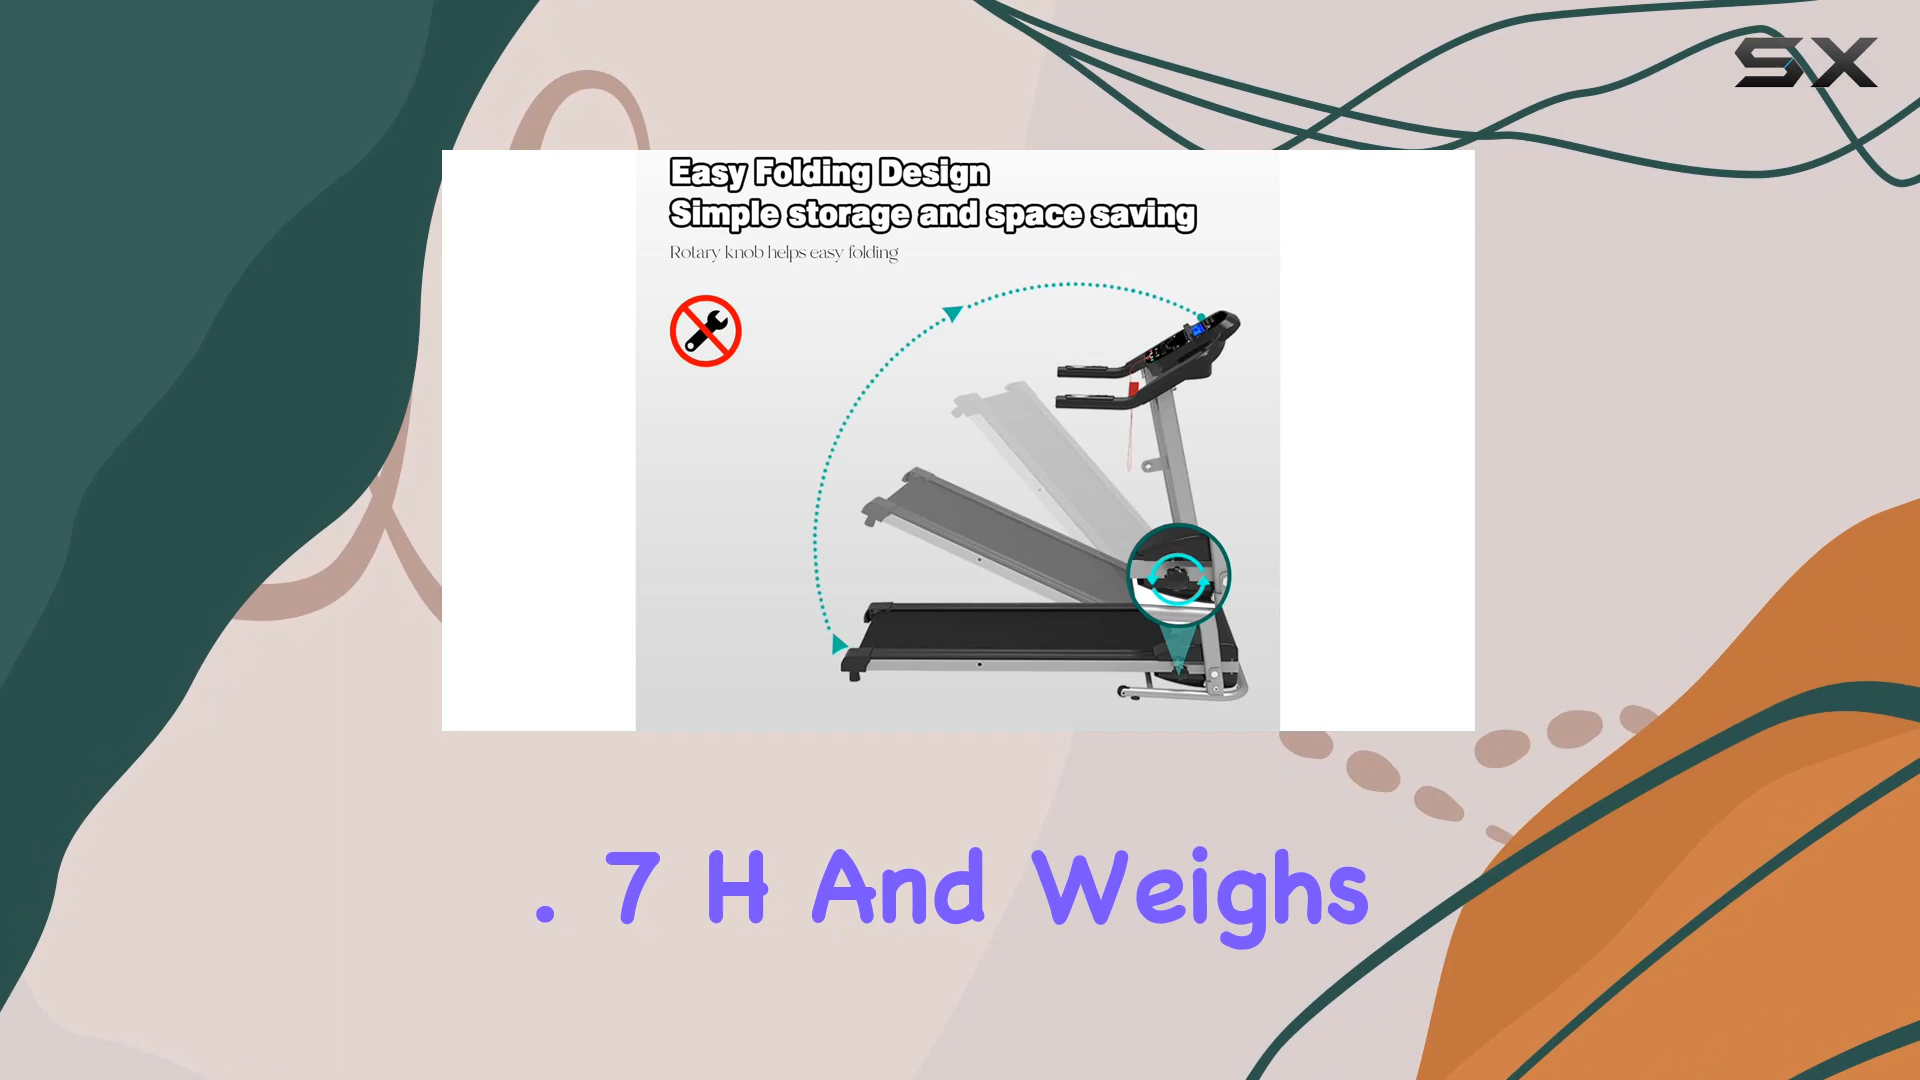 SX
Easy Folding Design
Simple storage and space saving
Rotary knob helps easy folding
. 7 H And Weighs